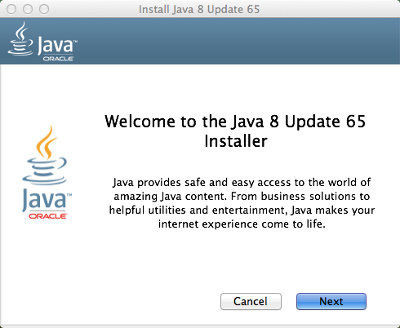 Install Java 8 Update 65
Java™
ORACLE
Welcome to the Java 8 Update 65
Installer
Java™
ORACLE
Java provides safe and easy access to the world of
amazing Java content. From business solutions to
helpful utilities and entertainment, Java makes your
internet experience come to life.
Cancel
Next